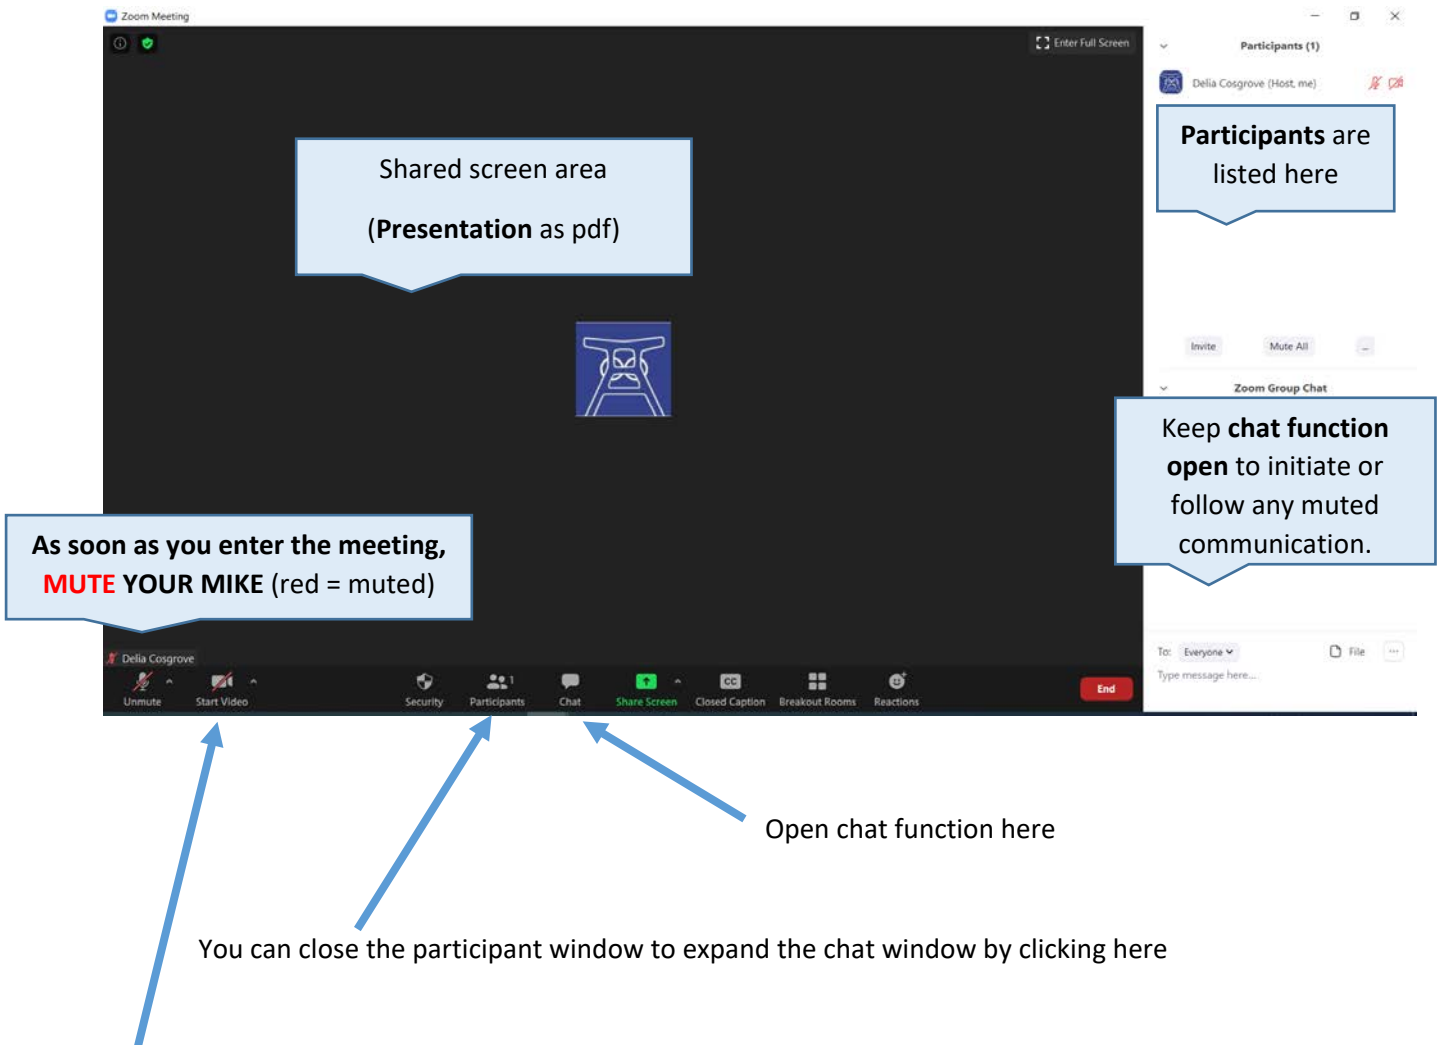 Zoom Meeting
Enter Full Screen
Participants (1)
Delia Cosgrove (Host, me)
Participants are
listed here
Shared screen area
(Presentation as pdf)
Invite
Mute All
...
Zoom Group Chat
Keep chat function
open to initiate or
follow any muted
communication.
As soon as you enter the meeting,
MUTE YOUR MIKE (red = muted)
Delia Cosgrove
To: Everyone
File
Type message here...
Unmute
Start Video
Security
1
Participants
Chat
Share Screen
CC
Closed Caption
Breakout Rooms
Reactions
End
Open chat function here
You can close the participant window to expand the chat window by clicking here